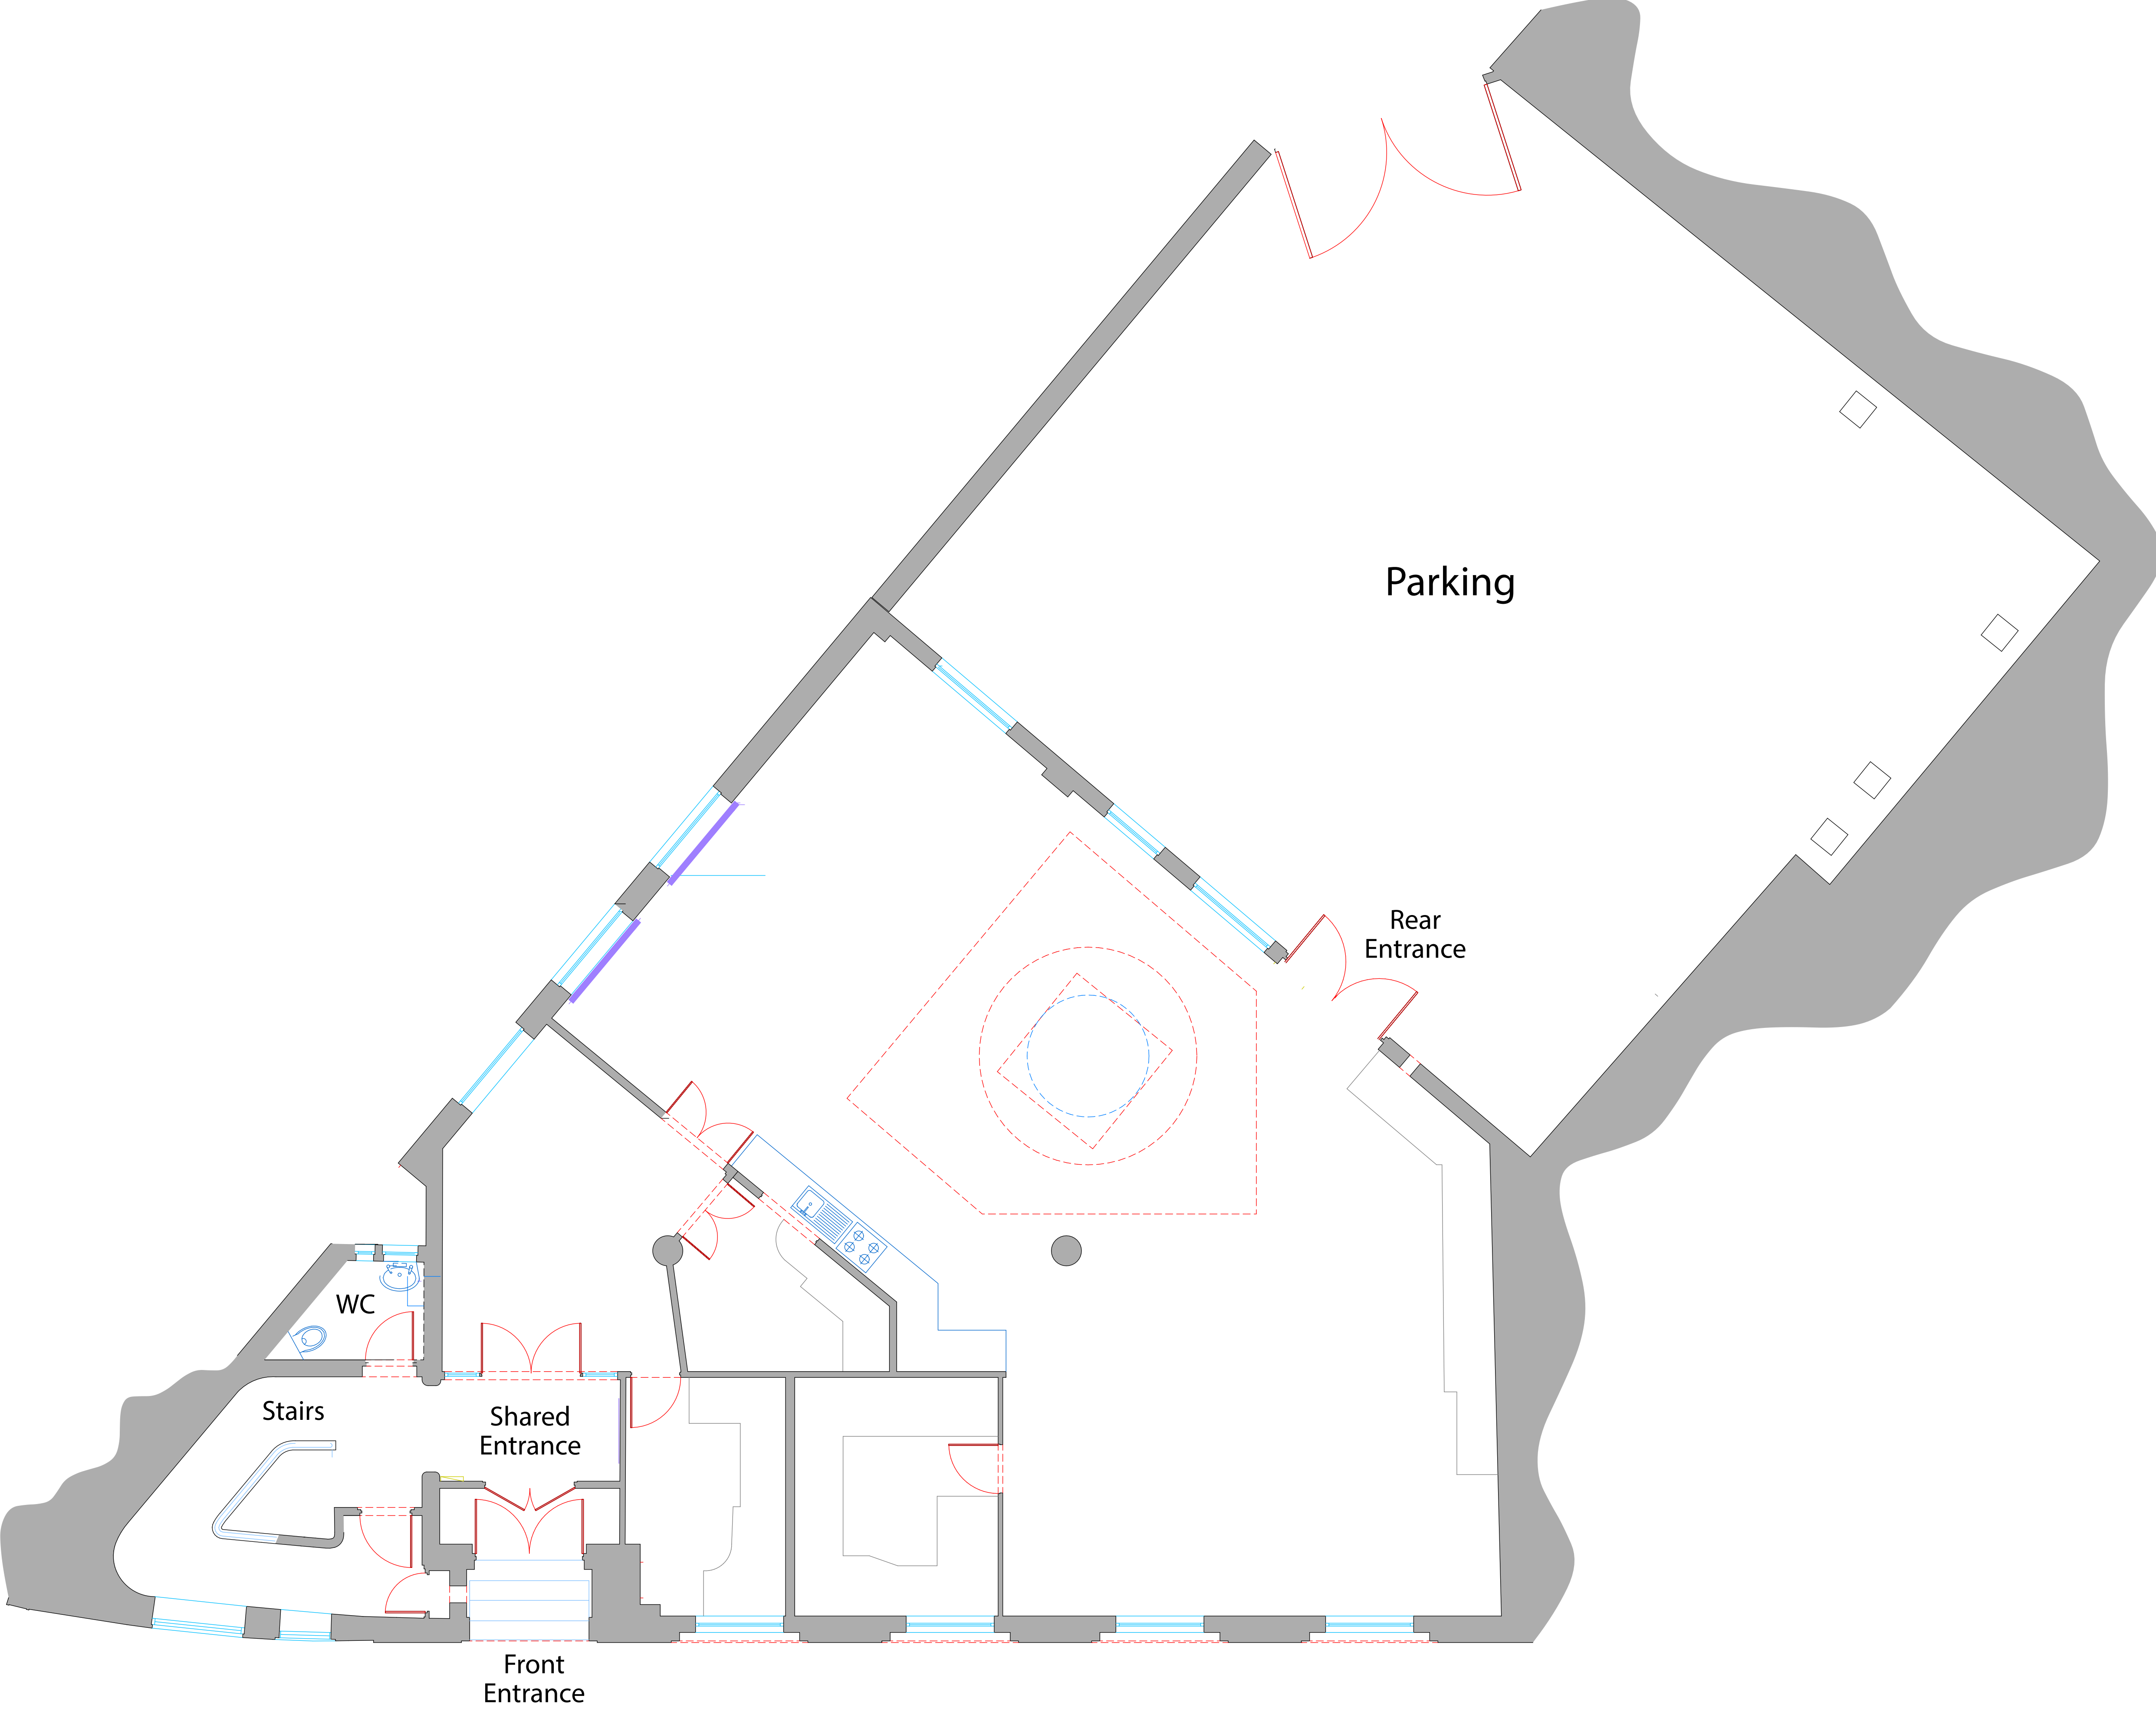 Parking
Rear
Entrance
WC
Stairs
Shared
Entrance
Front
Entrance